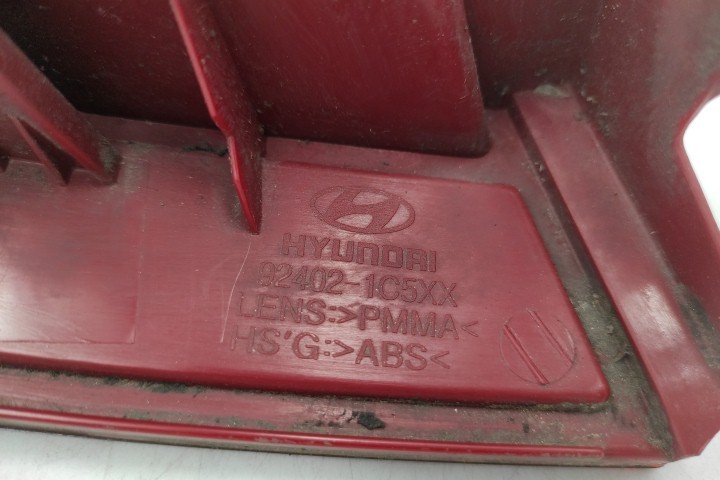 HYUNDAI
92402-1C5XX
LENS:>PMMA<
HS'G:>ABS<